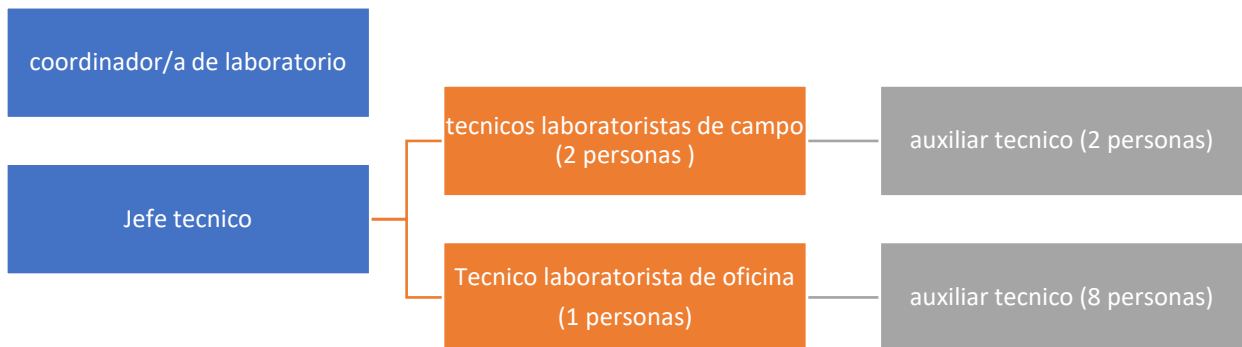 coordinador/a de laboratorio
Jefe tecnico
tecnicos laboratoristas de campo
(2 personas )
auxiliar tecnico (2 personas)
Tecnico laboratorista de oficina
(1 personas)
auxiliar tecnico (8 personas)